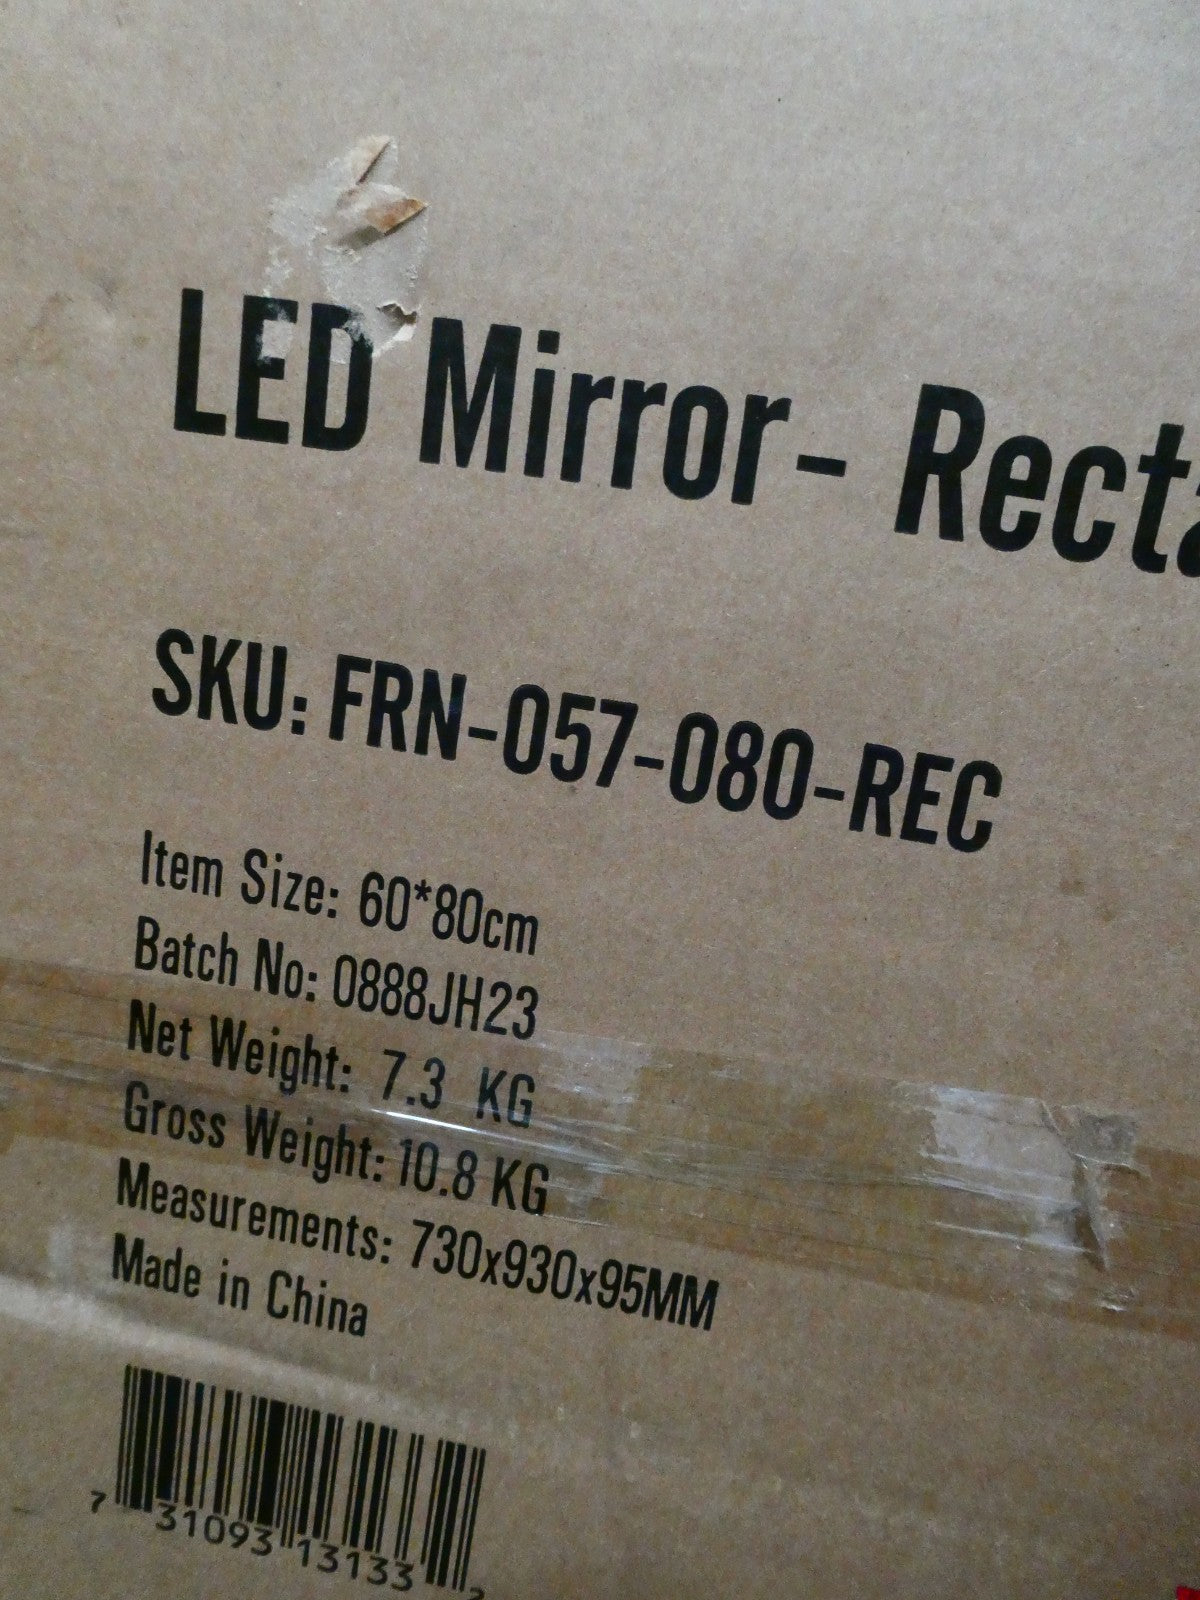 LED Mirror- Recta
SKU: FRN-057-080-REC
Item Size: 60*80cm
Batch No: 0888JH23
Net Weight: 7.3 KG
Gross Weight: 10.8 KG
Measurements: 730x930x95MM
Made in China
7 31093 13133